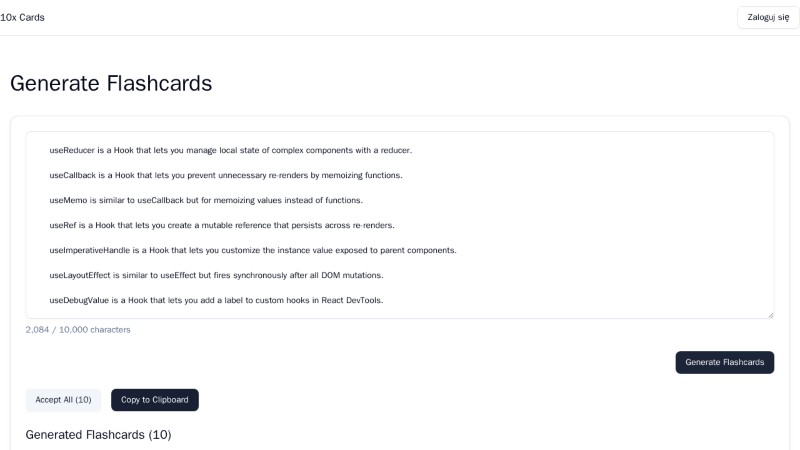 10x Cards
Zaloguj się
Generate Flashcards
useReducer is a Hook that lets you manage local state of complex components with a reducer.
useCallback is a Hook that lets you prevent unnecessary re-renders by memoizing functions.
useMemo is similar to useCallback but for memoizing values instead of functions.
useRef is a Hook that lets you create a mutable reference that persists across re-renders.
useImperativeHandle is a Hook that lets you customize the instance value exposed to parent components.
useLayoutEffect is similar to useEffect but fires synchronously after all DOM mutations.
useDebugValue is a Hook that lets you add a label to custom hooks in React DevTools.
2,084 / 10,000 characters
Generate Flashcards
Accept All (10)
Copy to Clipboard
Generated Flashcards (10)